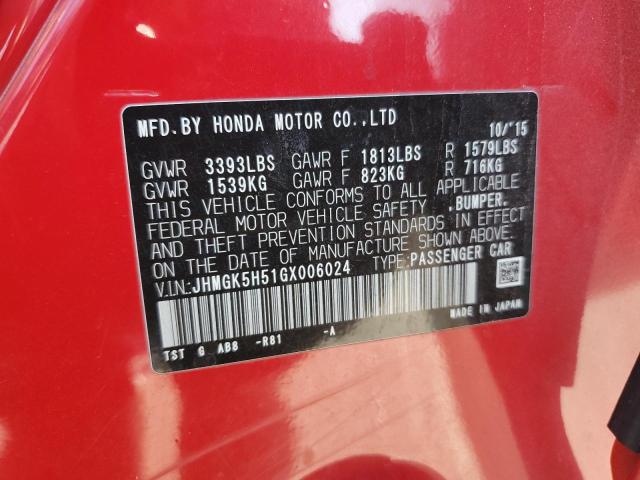 MFD.BY HONDA MOTOR CO.,LTD 10/'15
GVWR 3393LBS GAWR F 1813LBS R 1579LBS
GVWR 1539KG GAWR F 823KG R 716KG
THIS VEHICLE CONFORMS TO ALL APPLICABLE
FEDERAL MOTOR VEHICLE SAFETY ,BUMPER,
AND THEFT PREVENTION STANDARDS IN EFFECT
ON THE DATE OF MANUFACTURE SHOWN ABOVE.
V.I.N.:JHMGK5H51GX006024 TYPE:PASSENGER CAR
MADE IN JAPAN
TST G AB8 -R81 -A